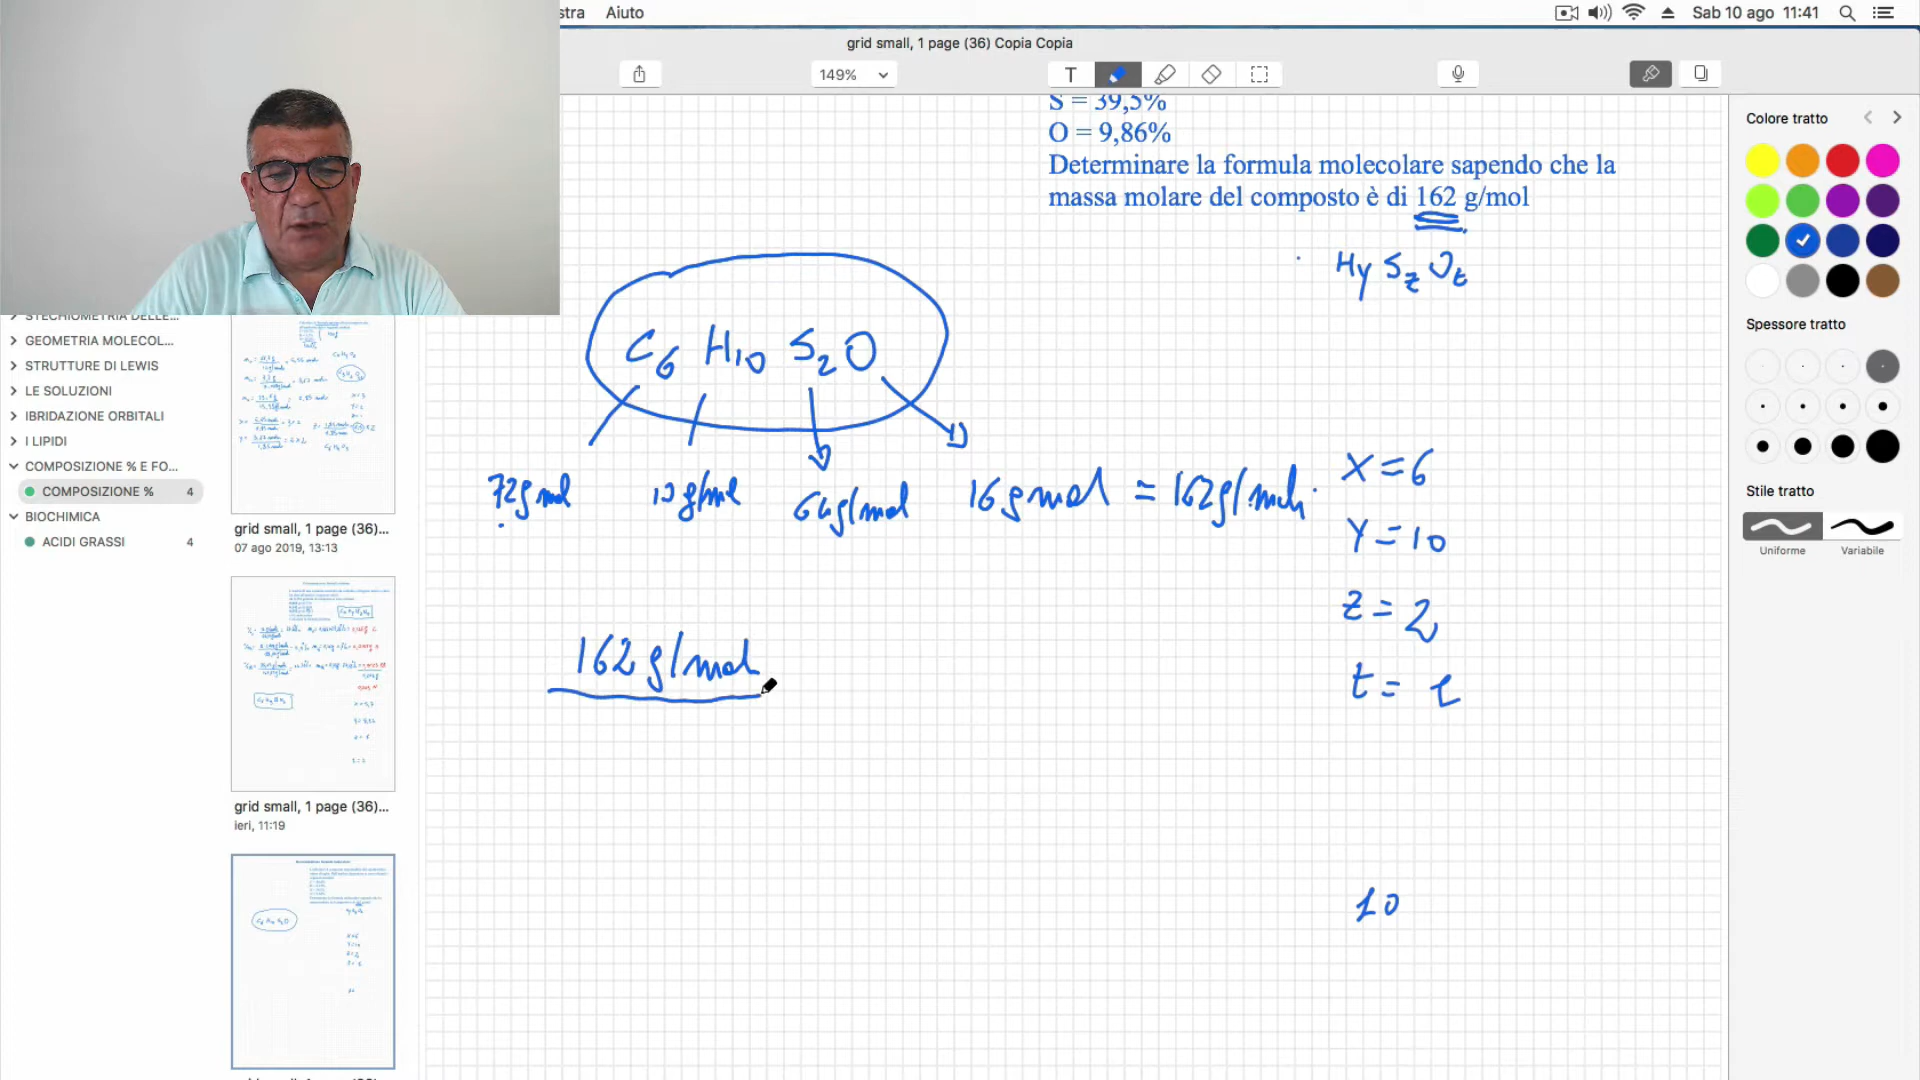 stra Aiuto Sab 10 ago 11:41
grid small, 1 page (36) Copia Copia
149% T
S = 39,5%
O = 9,86%
Determinare la formula molecolare sapendo che la
massa molare del composto è di 162 g/mol
Hy Sz Ot
C6 H10 S2 O
72g mol 10 g/mol 64g/mol 16 g mol = 162g/mol
X = 6
Y = 10
z = 2
t = 1
162 g/mol
10
STECHIOMETRIA DELLE...
GEOMETRIA MOLECOL...
STRUTTURE DI LEWIS
LE SOLUZIONI
IBRIDAZIONE ORBITALI
I LIPIDI
COMPOSIZIONE % E FO...
COMPOSIZIONE % 4
BIOCHIMICA
ACIDI GRASSI 4
grid small, 1 page (36)...
07 ago 2019, 13:13
grid small, 1 page (36)...
ieri, 11:19
Colore tratto
Spessore tratto
Stile tratto
Uniforme Variabile